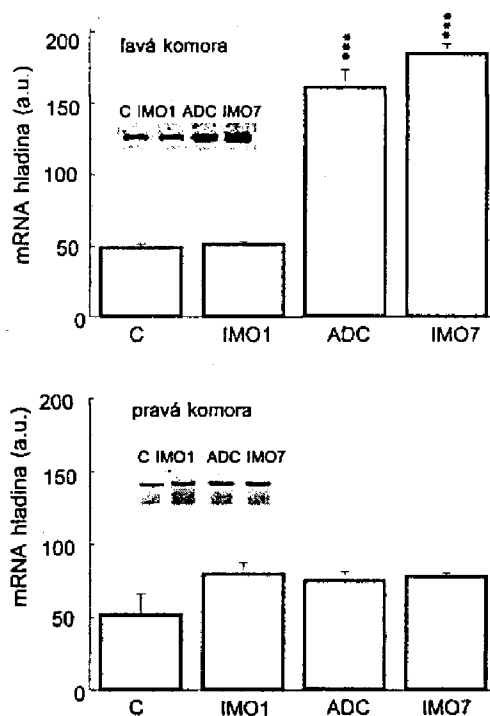 200
ľavá komora
***
***
150
C IMO1 ADC IMO7
mRNA hladina (a.u.)
100
50
0
C IMO1 ADC IMO7
200
pravá komora
C IMO1 ADC IMO7
150
mRNA hladina (a.u.)
100
50
0
C IMO1 ADC IMO7